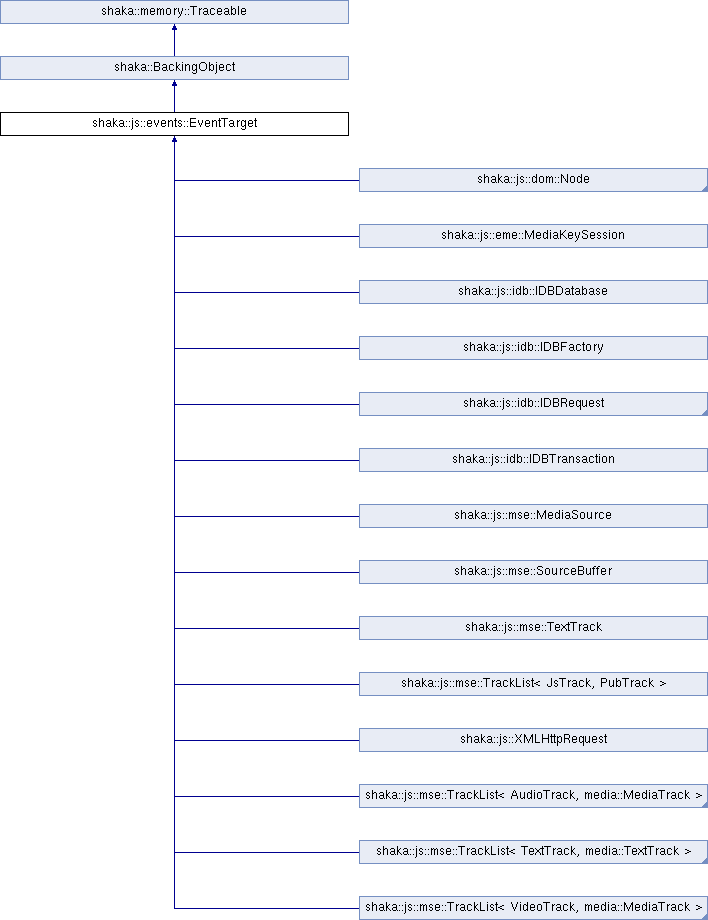 shaka::memory::Traceable
shaka::BackingObject
shaka::js::events::EventTarget
shaka::js::dom::Node
shaka::js::eme::MediaKeySession
shaka::js::idb::IDBDatabase
shaka::js::idb::IDBFactory
shaka::js::idb::IDBRequest
shaka::js::idb::IDBTransaction
shaka::js::mse::MediaSource
shaka::js::mse::SourceBuffer
shaka::js::mse::TextTrack
shaka::js::mse::TrackList< JsTrack, PubTrack >
shaka::js::XMLHttpRequest
shaka::js::mse::TrackList< AudioTrack, media::MediaTrack >
shaka::js::mse::TrackList< TextTrack, media::TextTrack >
shaka::js::mse::TrackList< VideoTrack, media::MediaTrack >